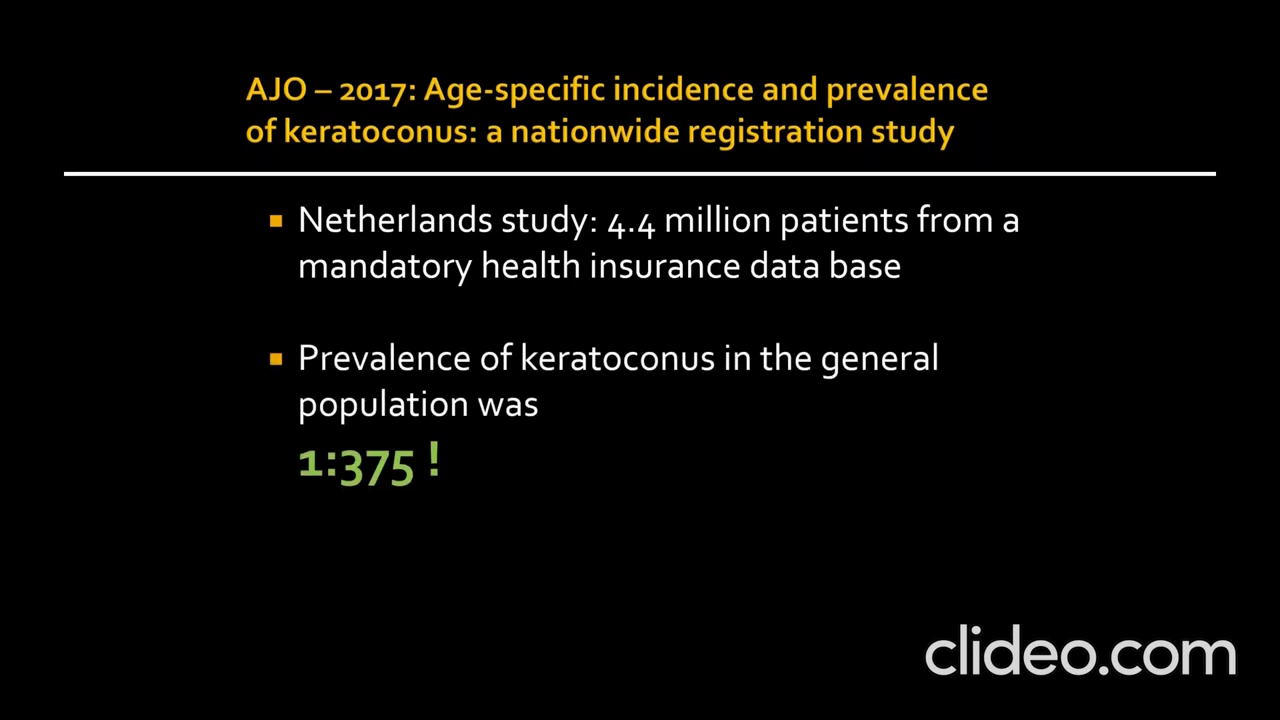 AJO – 2017: Age-specific incidence and prevalence
of keratoconus: a nationwide registration study
▪ Netherlands study: 4.4 million patients from a
mandatory health insurance data base
▪ Prevalence of keratoconus in the general
population was
1:375 !
clideo.com